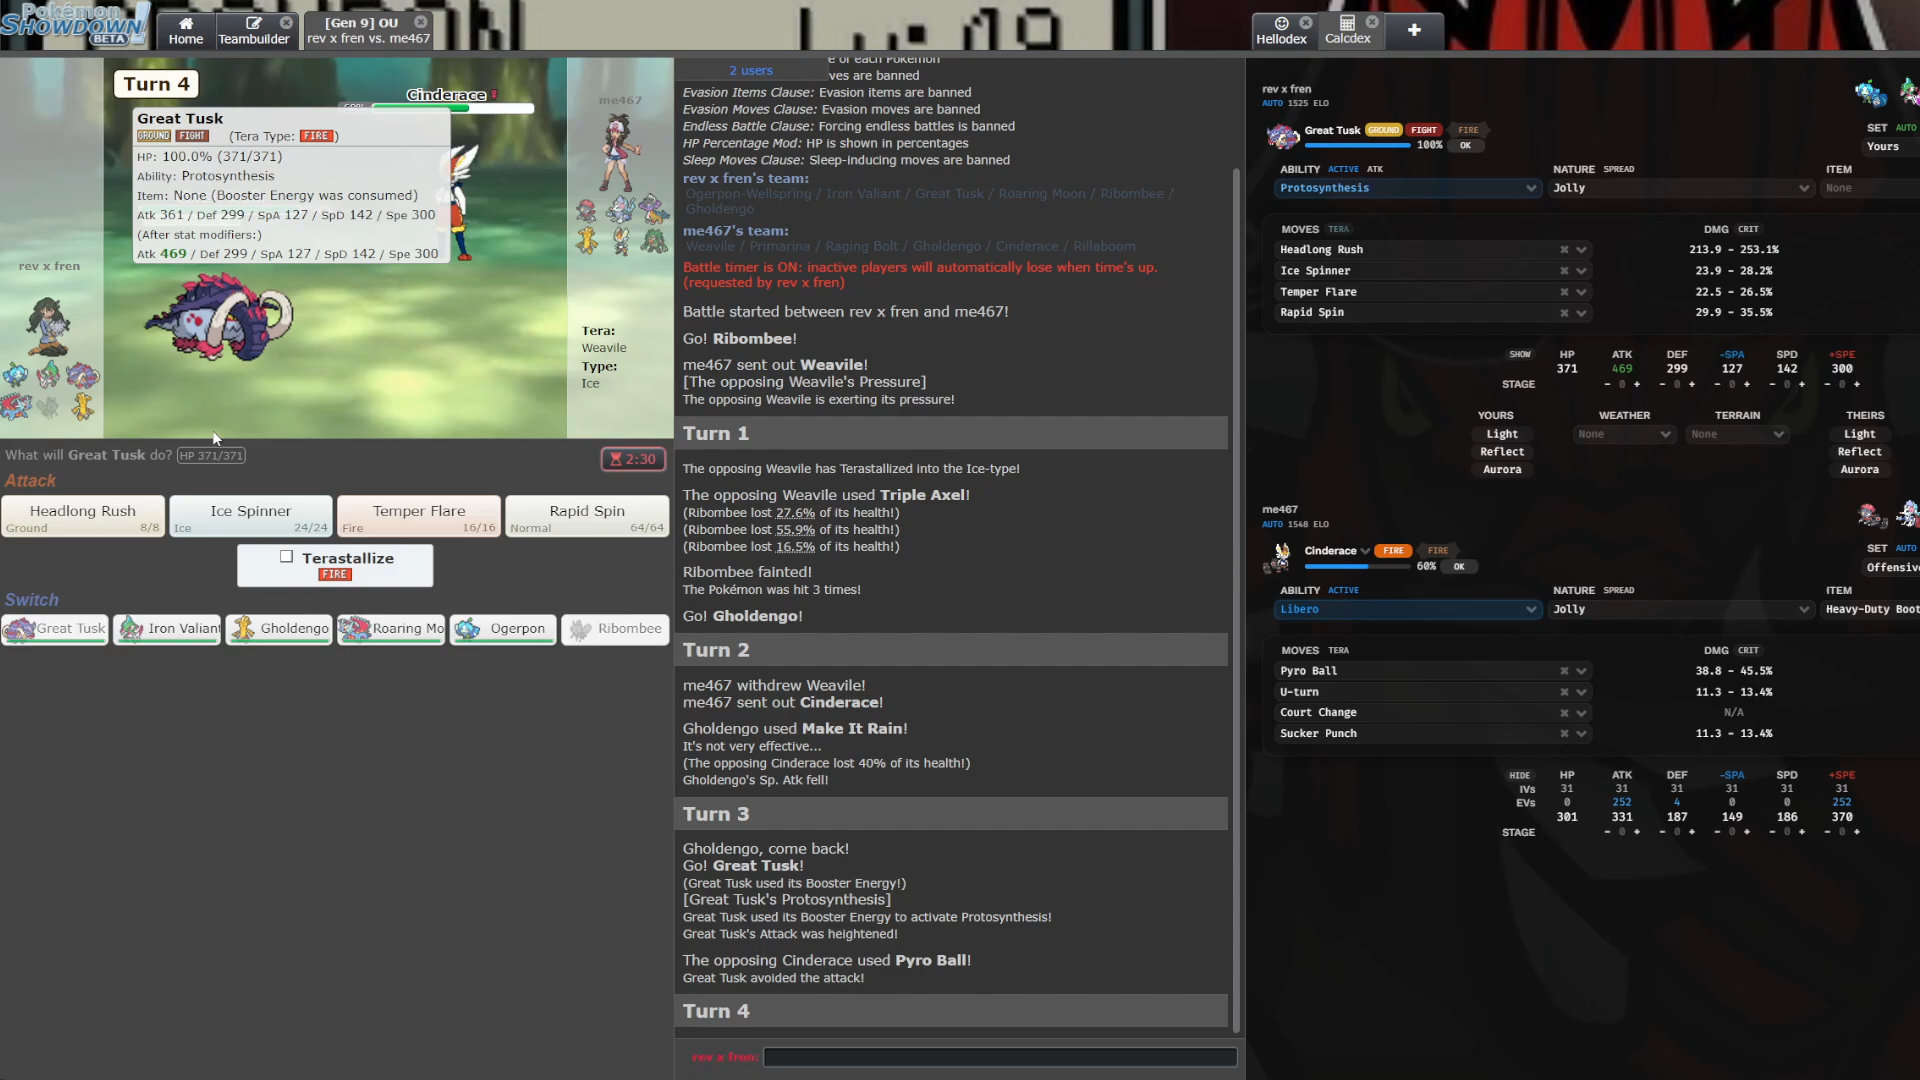 Pokémon
SHOWDOWN!
BETA
Home
Teambuilder
[Gen 9] OU
rev x fren vs. me467
Lv.
Hellodex
Calcdex
+
Turn 4
Cinderace
Great Tusk
GROUND FIGHT (Tera Type: FIRE)
HP: 100.0% (371/371)
Ability: Protosynthesis
Item: None (Booster Energy was consumed)
Atk 361 / Def 299 / SpA 127 / SpD 142 / Spe 300
(After stat modifiers:)
Atk 469 / Def 299 / SpA 127 / SpD 142 / Spe 300
rev x fren
me467
Tera:
Weavile
Type:
Ice
What will Great Tusk do? HP 371/371
2:30
Attack
Headlong Rush
Ground 8/8
Ice Spinner
Ice 24/24
Temper Flare
Fire 16/16
Rapid Spin
Normal 64/64
Terastallize
FIRE
Switch
Great Tusk
Iron Valiant
Gholdengo
Roaring Mo
Ogerpon
Ribombee
2 users
e of each Pokémon
ves are banned
Evasion Items Clause: Evasion items are banned
Evasion Moves Clause: Evasion moves are banned
Endless Battle Clause: Forcing endless battles is banned
HP Percentage Mod: HP is shown in percentages
Sleep Moves Clause: Sleep-inducing moves are banned
rev x fren's team:
Ogerpon-Wellspring / Iron Valiant / Great Tusk / Roaring Moon / Ribombee /
Gholdengo
me467's team:
Weavile / Primarina / Raging Bolt / Gholdengo / Cinderace / Rillaboom
Battle timer is ON: inactive players will automatically lose when time's up.
(requested by rev x fren)
Battle started between rev x fren and me467!
Go! Ribombee!
me467 sent out Weavile!
[The opposing Weavile's Pressure]
The opposing Weavile is exerting its pressure!
Turn 1
The opposing Weavile has Terastallized into the Ice-type!
The opposing Weavile used Triple Axel!
(Ribombee lost 27.6% of its health!)
(Ribombee lost 55.9% of its health!)
(Ribombee lost 16.5% of its health!)
Ribombee fainted!
The Pokémon was hit 3 times!
Go! Gholdengo!
Turn 2
me467 withdrew Weavile!
me467 sent out Cinderace!
Gholdengo used Make It Rain!
It's not very effective...
(The opposing Cinderace lost 40% of its health!)
Gholdengo's Sp. Atk fell!
Turn 3
Gholdengo, come back!
Go! Great Tusk!
(Great Tusk used its Booster Energy!)
[Great Tusk's Protosynthesis]
Great Tusk used its Booster Energy to activate Protosynthesis!
Great Tusk's Attack was heightened!
The opposing Cinderace used Pyro Ball!
Great Tusk avoided the attack!
Turn 4
rev x fren:
rev x fren
AUTO 1525 ELO
Great Tusk GROUND FIGHT FIRE
100% OK
SET AUTO
Yours
ABILITY ACTIVE ATK NATURE SPREAD ITEM
Protosynthesis Jolly None
MOVES TERA DMG CRIT
Headlong Rush 213.9 - 253.1%
Ice Spinner 23.9 - 28.2%
Temper Flare 22.5 - 26.5%
Rapid Spin 29.9 - 35.5%
SHOW HP ATK DEF -SPA SPD +SPE
371 469 299 127 142 300
STAGE - 0 + - 0 + - 0 + - 0 + - 0 +
YOURS WEATHER TERRAIN THEIRS
Light None None Light
Reflect Reflect
Aurora Aurora
me467
AUTO 1548 ELO
Cinderace FIRE FIRE
60% OK
SET AUTO
Offensive
ABILITY ACTIVE NATURE SPREAD ITEM
Libero Jolly Heavy-Duty Boot
MOVES TERA DMG CRIT
Pyro Ball 38.8 - 45.5%
U-turn 11.3 - 13.4%
Court Change N/A
Sucker Punch 11.3 - 13.4%
HIDE HP ATK DEF -SPA SPD +SPE
IVs 31 31 31 31 31 31
EVs 0 252 4 0 0 252
301 331 187 149 186 370
STAGE - 0 + - 0 + - 0 + - 0 + - 0 +